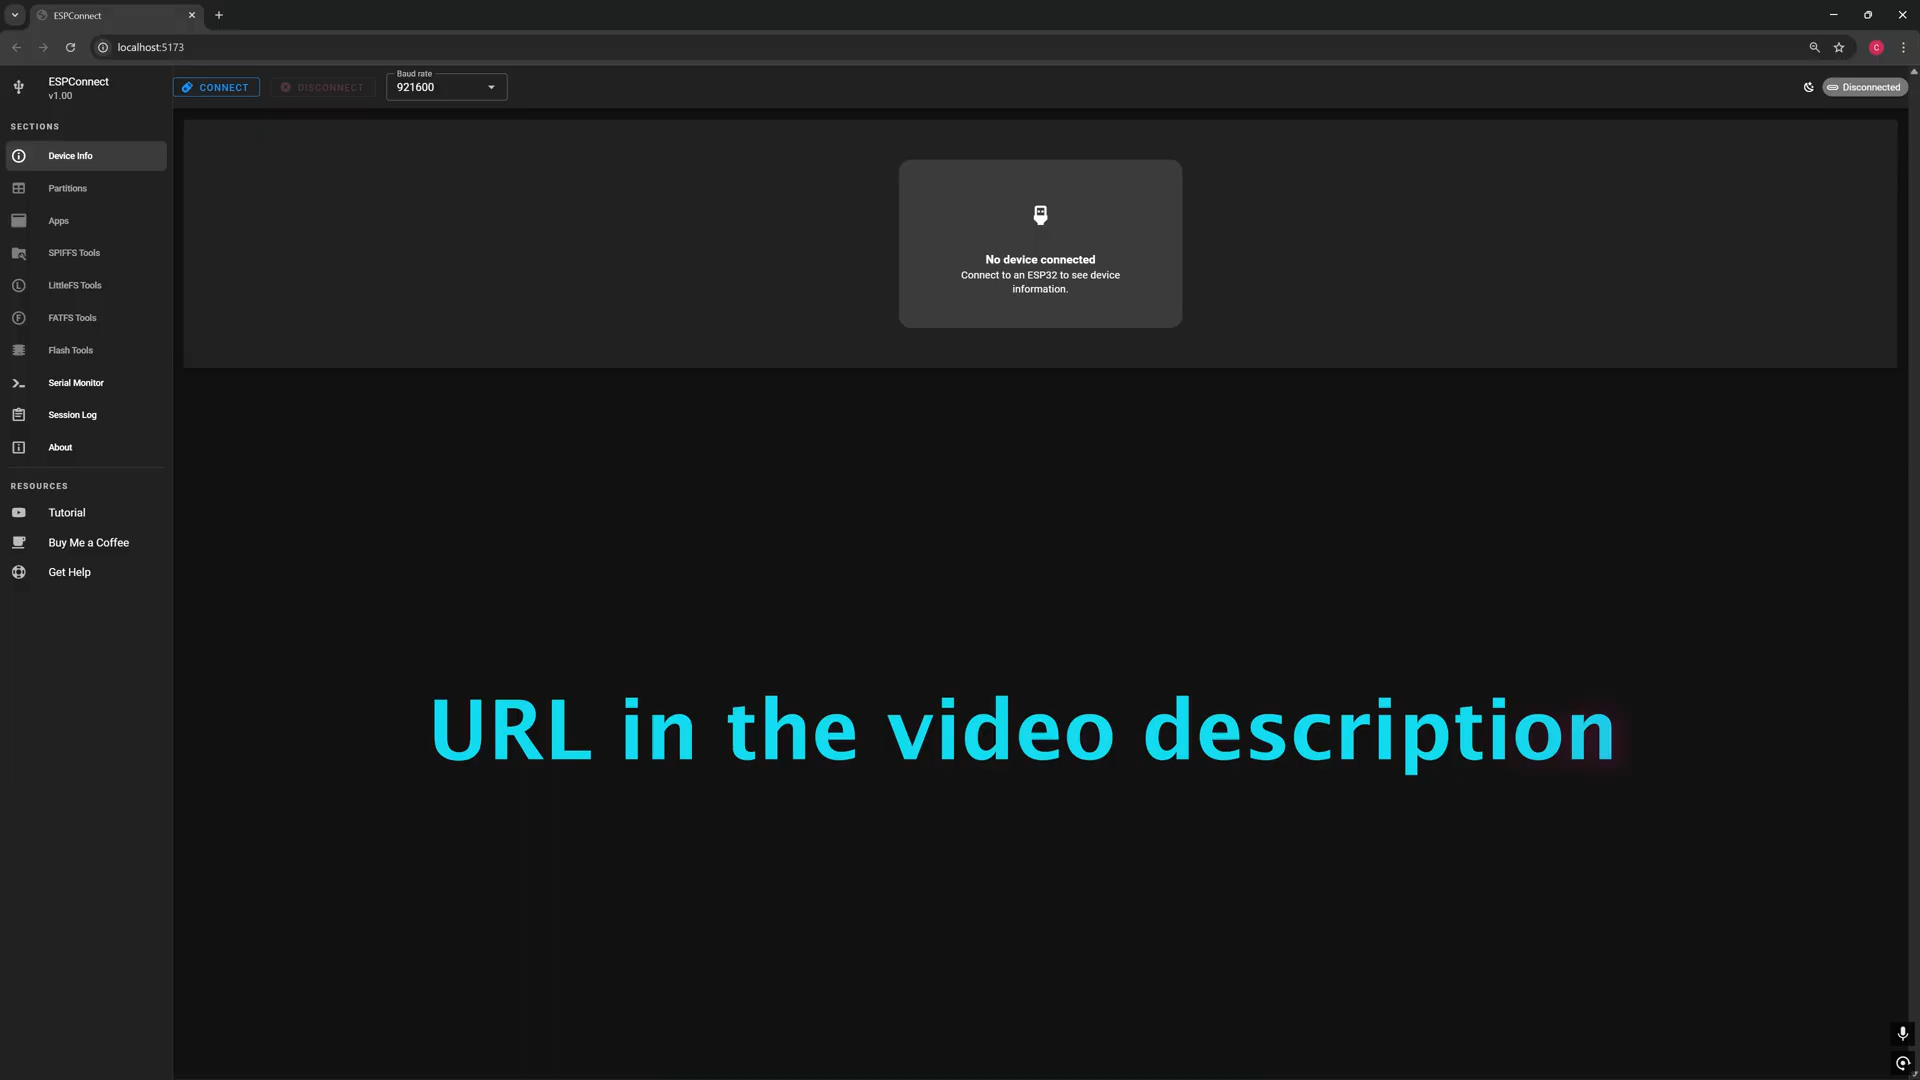 ESPConnect
localhost:5173
C
ESPConnect
v1.00
CONNECT
DISCONNECT
Baud rate
921600
Disconnected
SECTIONS
Device Info
Partitions
Apps
SPIFFS Tools
L
LittleFS Tools
F
FATFS Tools
Flash Tools
Serial Monitor
Session Log
About
RESOURCES
Tutorial
Buy Me a Coffee
Get Help
No device connected
Connect to an ESP32 to see device
information.
URL in the video description